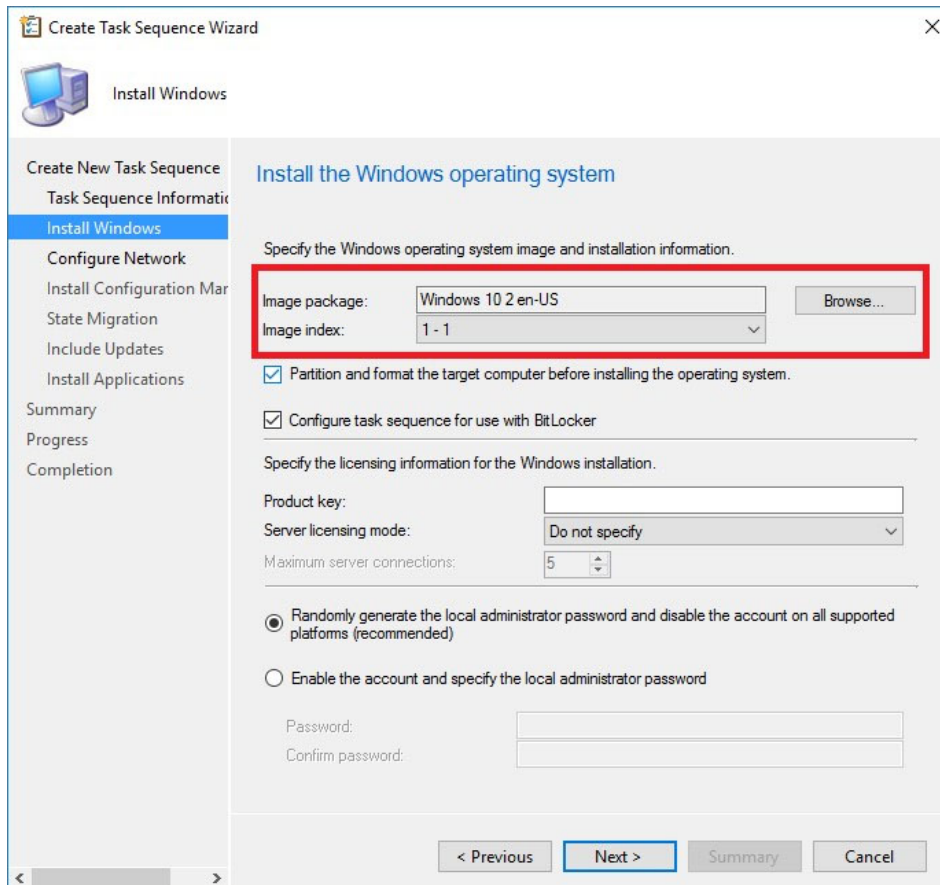 Create Task Sequence Wizard
Install Windows
Create New Task Sequence
Task Sequence Informatic
Install Windows
Configure Network
Install Configuration Mar
State Migration
Include Updates
Install Applications
Summary
Progress
Completion
Install the Windows operating system
Specify the Windows operating system image and installation information.
Image package: Windows 10 2 en-US Browse...
Image index: 1 - 1
Partition and format the target computer before installing the operating system.
Configure task sequence for use with BitLocker
Specify the licensing information for the Windows installation.
Product key:
Server licensing mode: Do not specify
Maximum server connections: 5
Randomly generate the local administrator password and disable the account on all supported
platforms (recommended)
Enable the account and specify the local administrator password
Password:
Confirm password:
< Previous Next > Summary Cancel